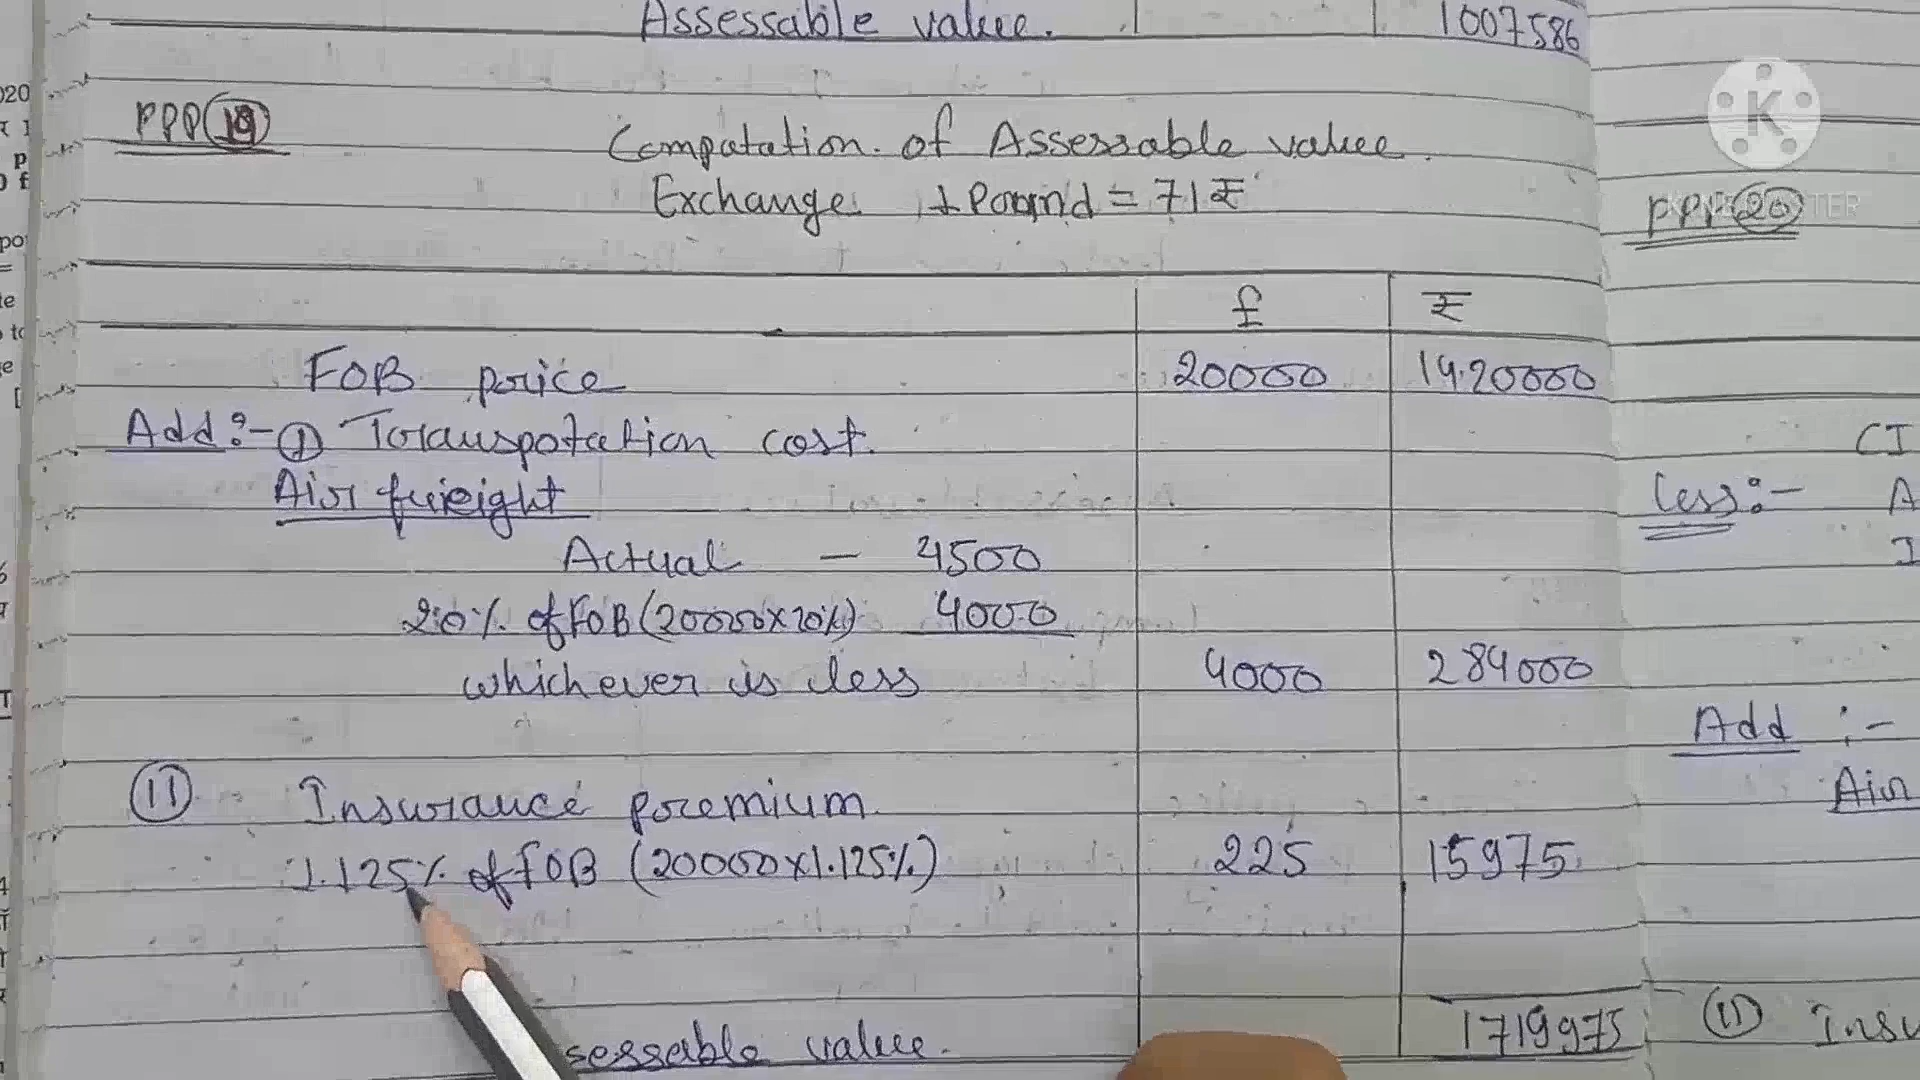 Assessable value. 1007586
PPP 19
Computation of Assessable value.
Exchange 1 Pound = 71 ₹
PPP 20
£ ₹
FOB price 20000 1420000
Add:- (I) Transpotation cost.
Air freight
Actual – 4500
20% of FOB (20000x20%) 4000
whichever is less 4000 284000
(II) Insurance premium.
1.125% of FOB (20000x1.125%) 225 15975
sessable value. 1719975
CI
Less:- A
I
Add :-
Air
(II) Insu
K